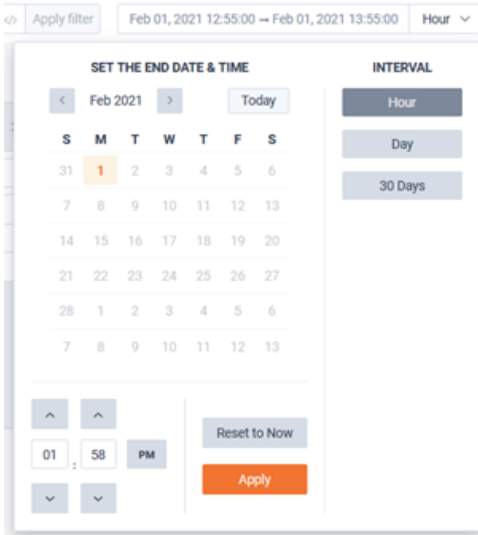 </> Apply filter Feb 01, 2021 12:55:00 → Feb 01, 2021 13:55:00 Hour
SET THE END DATE & TIME INTERVAL
< Feb 2021 > Today Hour
S M T W T F S Day
31 1 2 3 4 5 6 30 Days
7 8 9 10 11 12 13
14 15 16 17 18 19 20
21 22 23 24 25 26 27
28 1 2 3 4 5 6
7 8 9 10 11 12 13
Reset to Now
01 : 58 PM
Apply